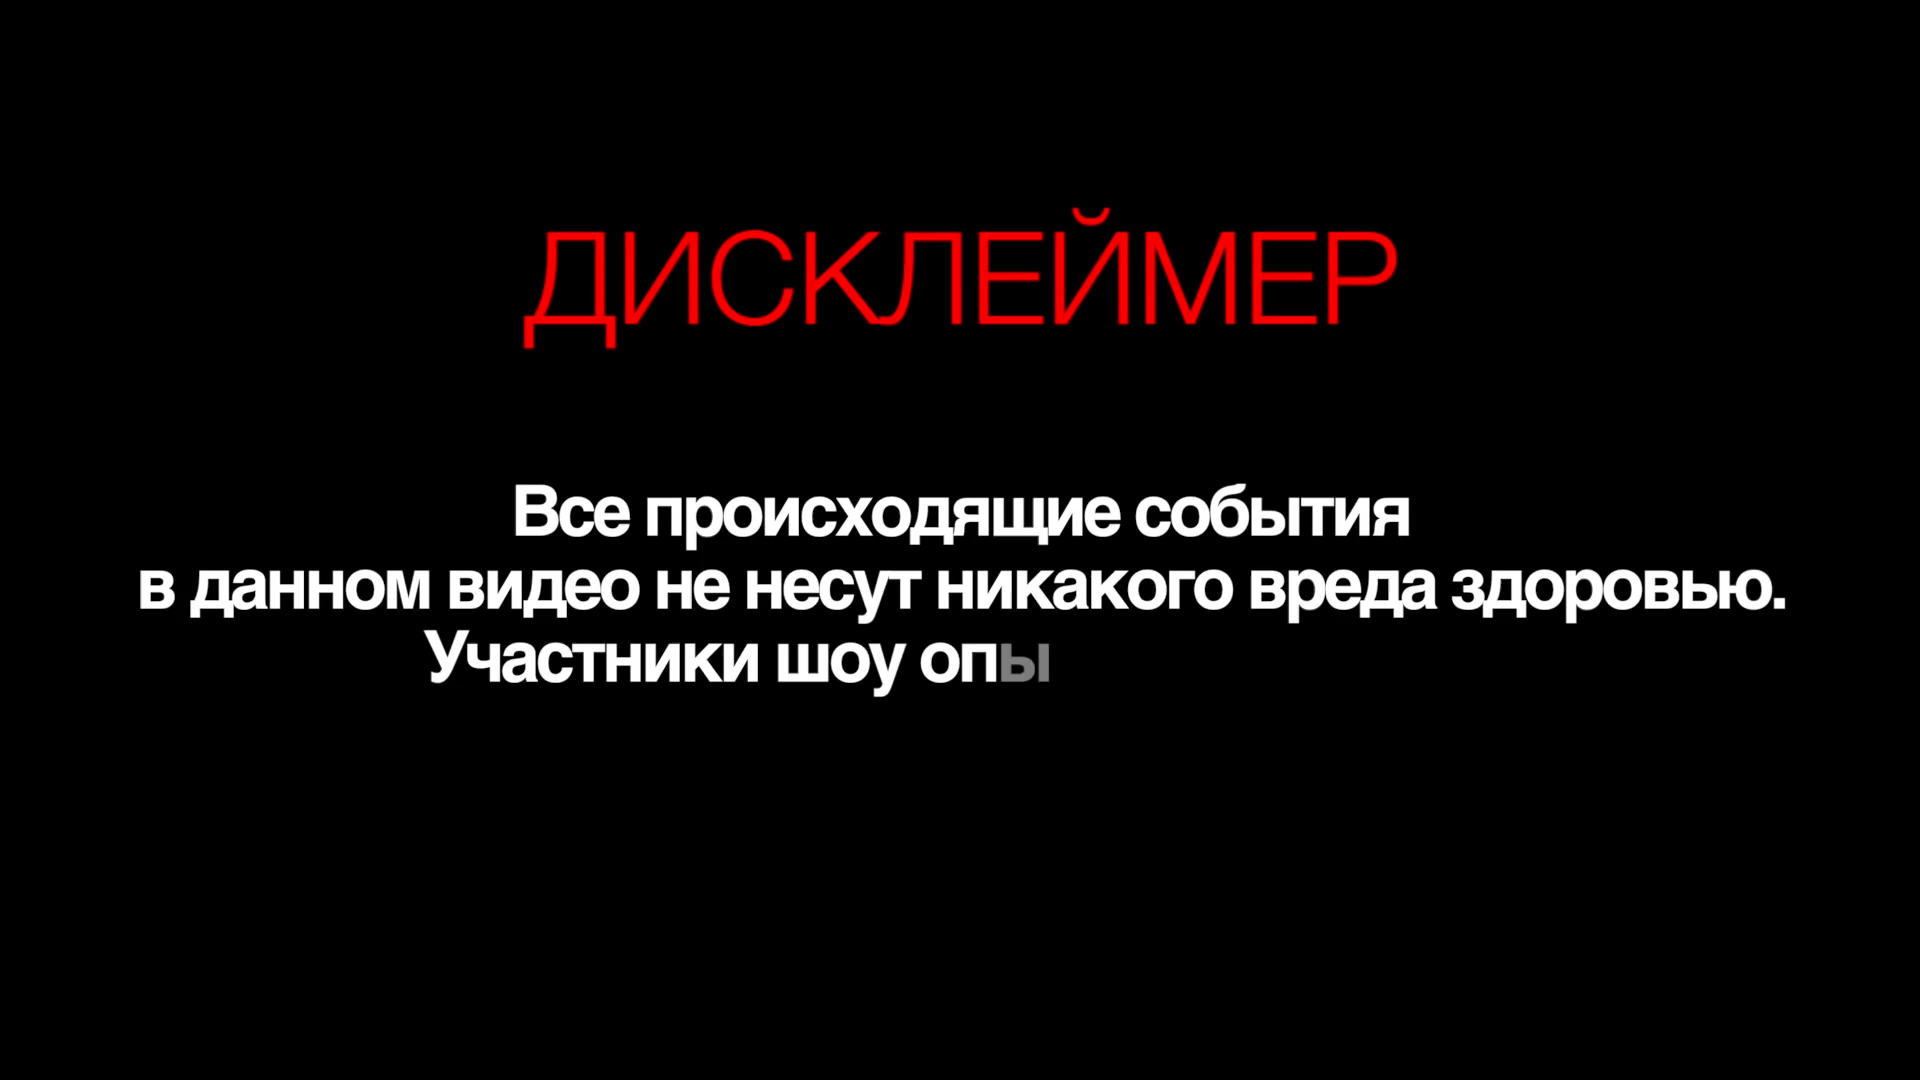 ДИСКЛЕЙМЕР
Все происходящие события
в данном видео не несут никакого вреда здоровью.
Участники шоу опы